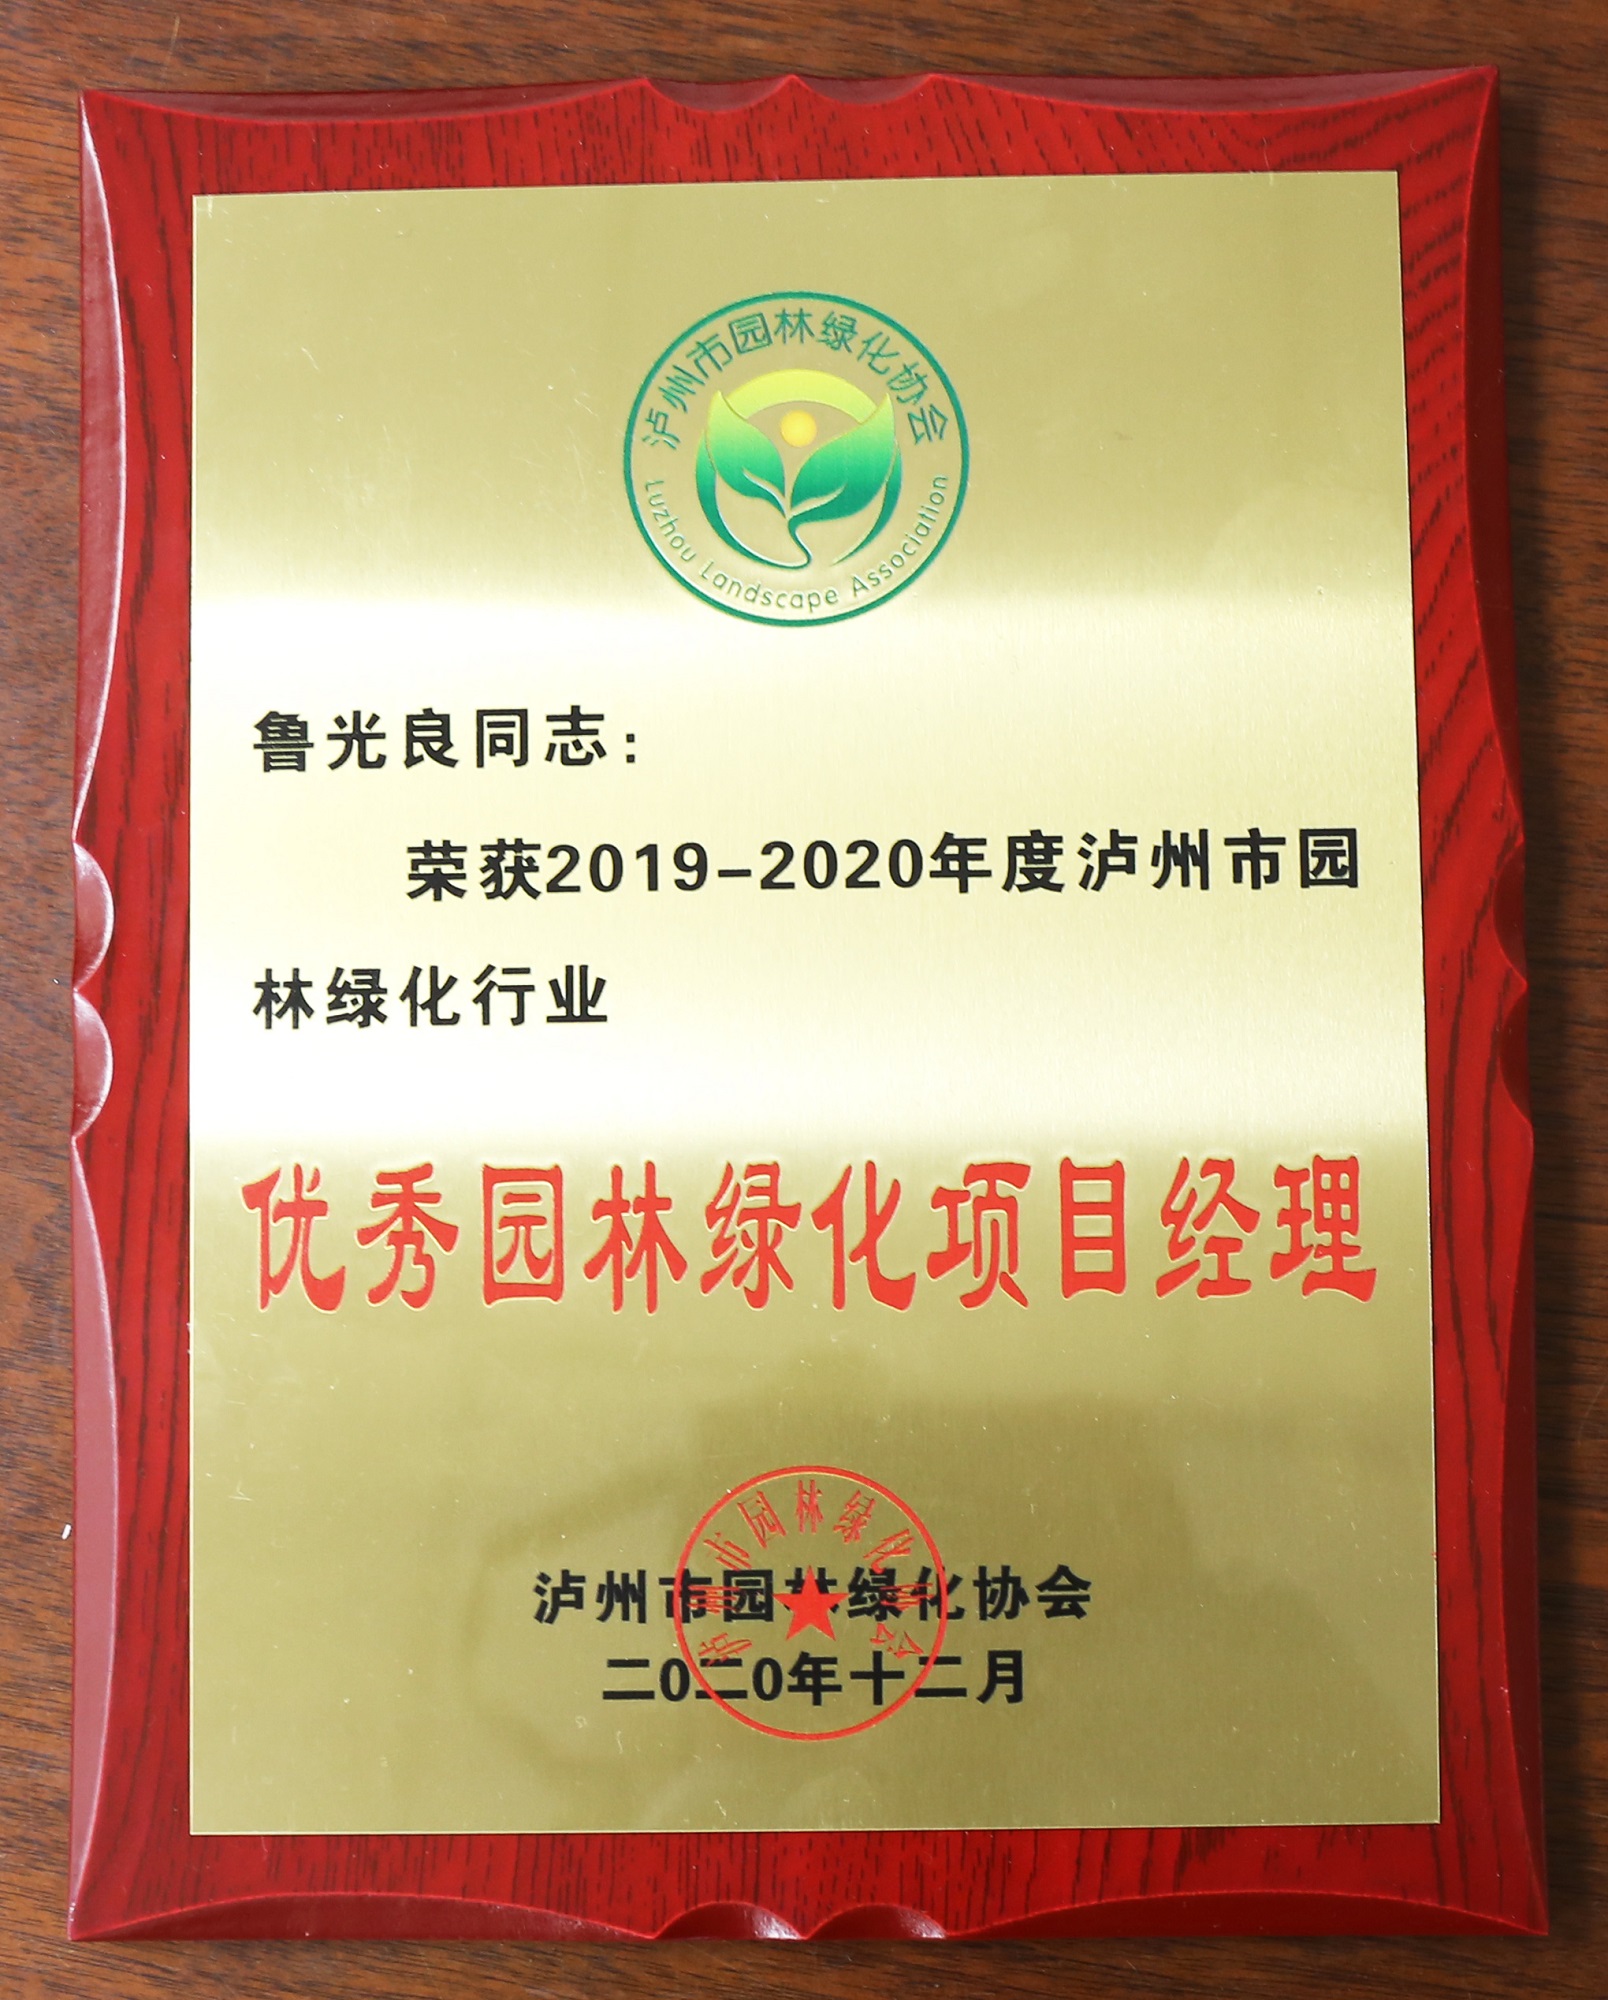 泸州市园林绿化协会
Luzhou Landscape Association
鲁光良同志：
荣获2019-2020年度泸州市园
林绿化行业
优秀园林绿化项目经理
泸州市园林绿化协会
泸州市园林绿化协会
二0二0年十二月